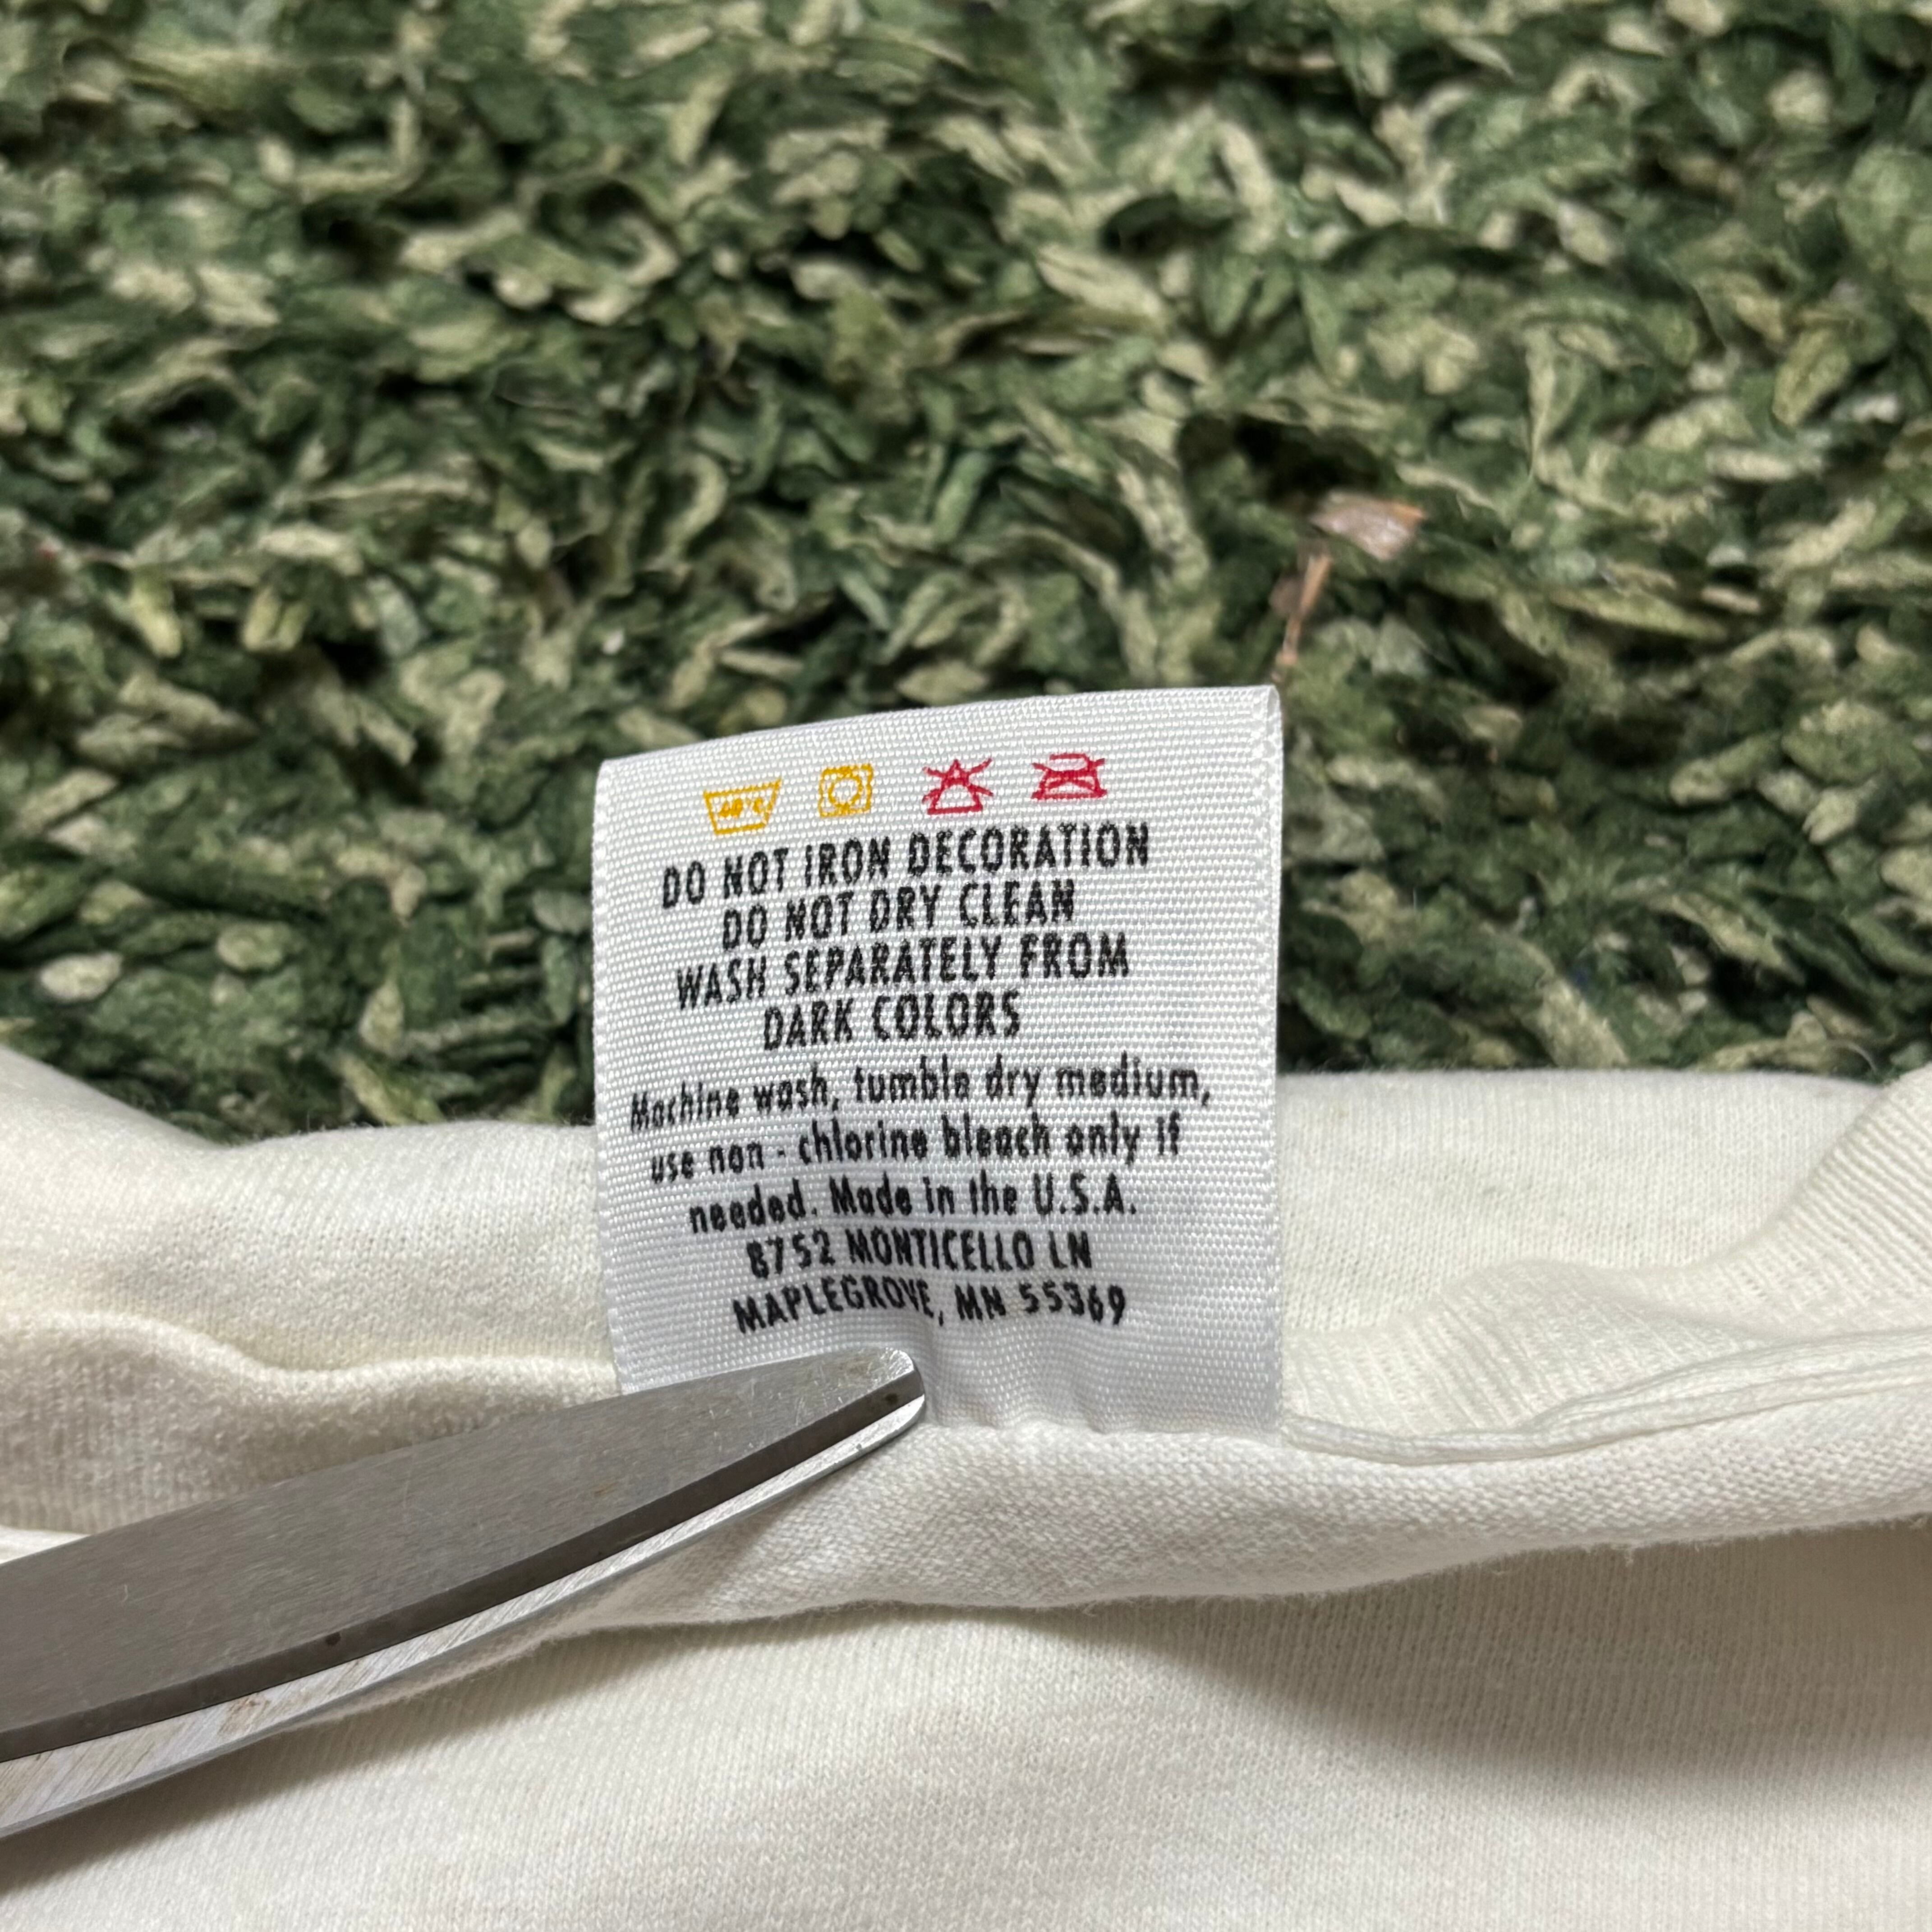 40°C
DO NOT IRON DECORATION
DO NOT DRY CLEAN
WASH SEPARATELY FROM
DARK COLORS
Machine wash, tumble dry medium,
use non - chlorine bleach only if
needed. Made in the U.S.A.
8752 MONTICELLO LN
MAPLEGROVE, MN 55369